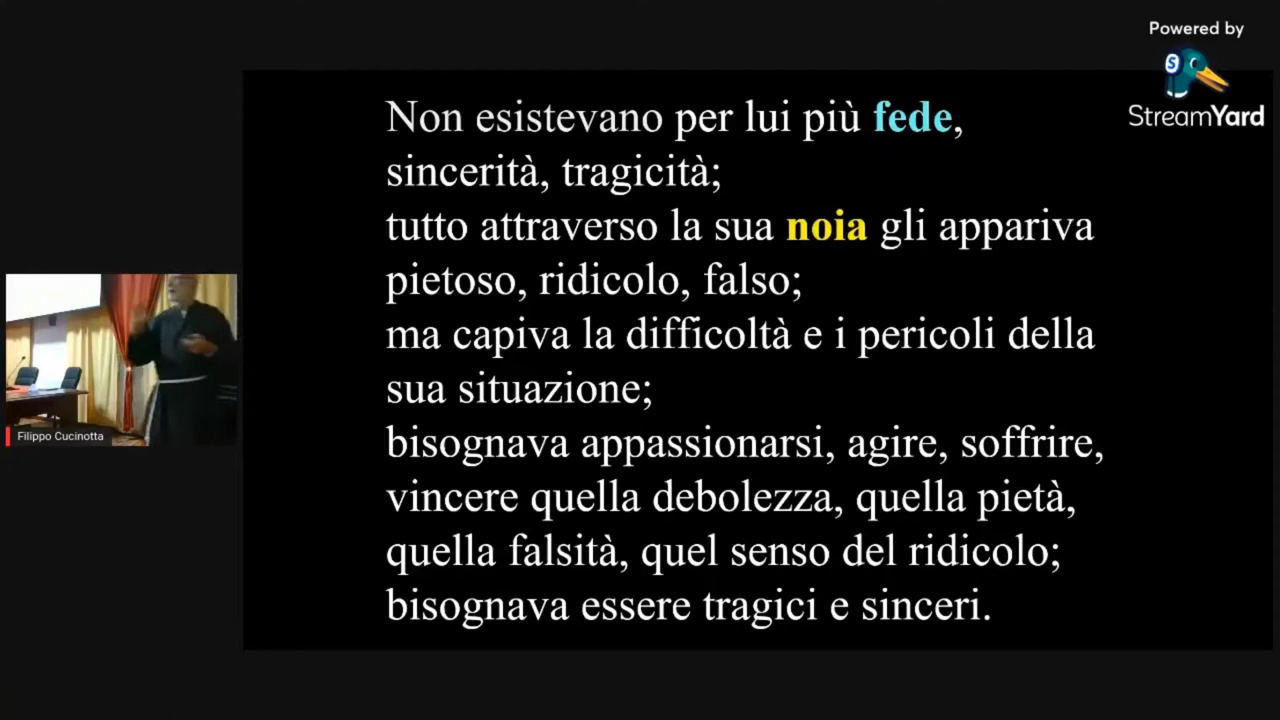 Powered by
StreamYard
Non esistevano per lui più fede,
sincerità, tragicità;
tutto attraverso la sua noia gli appariva
pietoso, ridicolo, falso;
ma capiva la difficoltà e i pericoli della
sua situazione;
bisognava appassionarsi, agire, soffrire,
vincere quella debolezza, quella pietà,
quella falsità, quel senso del ridicolo;
bisognava essere tragici e sinceri.
Filippo Cucinotta